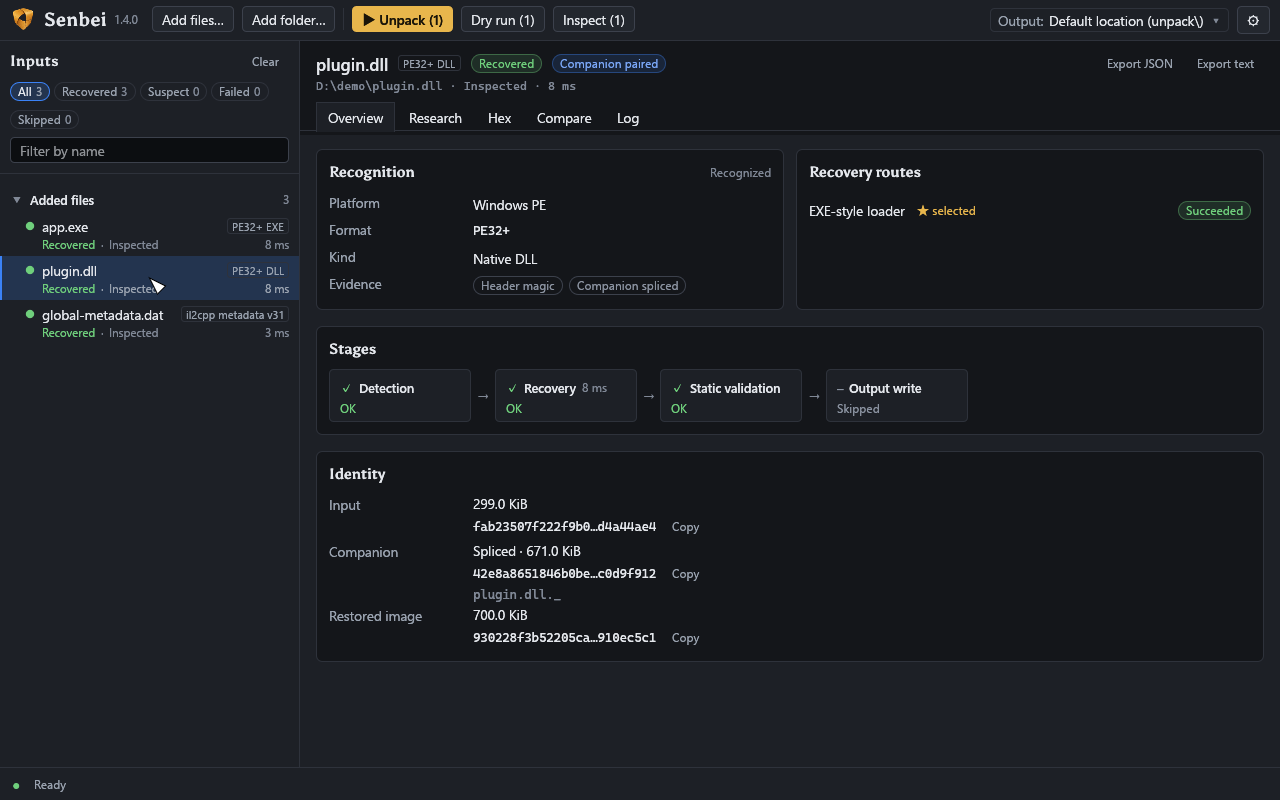 Senbei 1.4.0 Add files... Add folder... ▶ Unpack (1) Dry run (1) Inspect (1) Output: Default location (unpack\) ▾
Inputs Clear
All 3 Recovered 3 Suspect 0 Failed 0
Skipped 0
Filter by name
▼ Added files 3
app.exe PE32+ EXE
Recovered · Inspected 8 ms
plugin.dll PE32+ DLL
Recovered · Inspected 8 ms
global-metadata.dat il2cpp metadata v31
Recovered · Inspected 3 ms
plugin.dll PE32+ DLL Recovered Companion paired Export JSON Export text
D:\demo\plugin.dll · Inspected · 8 ms
Overview Research Hex Compare Log
Recognition Recognized
Platform Windows PE
Format PE32+
Kind Native DLL
Evidence Header magic Companion spliced
Recovery routes
EXE-style loader ★ selected Succeeded
Stages
✓ Detection → ✓ Recovery 8 ms → ✓ Static validation → – Output write
OK OK OK Skipped
Identity
Input 299.0 KiB
fab23507f222f9b0…d4a44ae4 Copy
Companion Spliced · 671.0 KiB
42e8a8651846b0be…c0d9f912 Copy
plugin.dll._
Restored image 700.0 KiB
930228f3b52205ca…910ec5c1 Copy
Ready